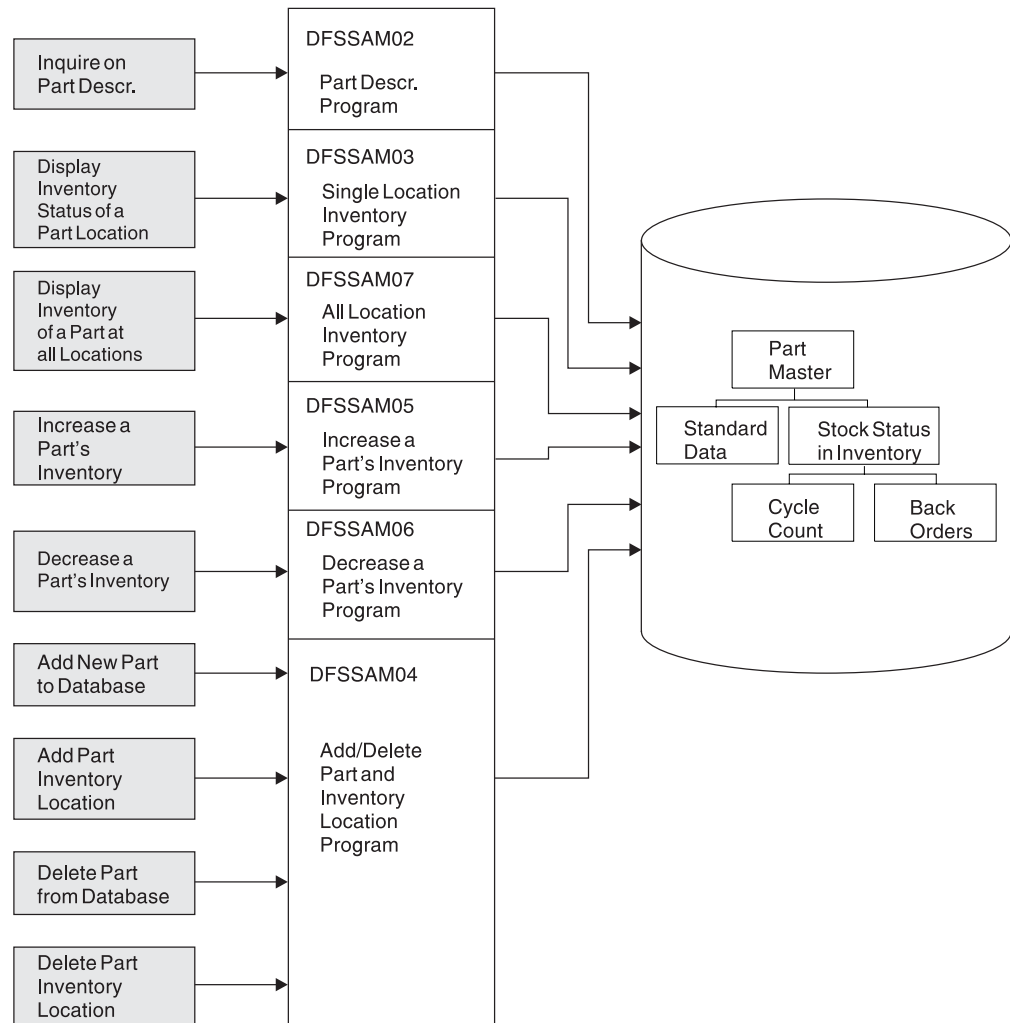 Inquire on
Part Descr.
DFSSAM02
Part Descr.
Program
Display
Inventory
Status of a
Part Location
DFSSAM03
Single Location
Inventory
Program
Display
Inventory
of a Part at
all Locations
DFSSAM07
All Location
Inventory
Program
Increase a
Part's
Inventory
DFSSAM05
Increase a
Part's Inventory
Program
Decrease a
Part's Inventory
DFSSAM06
Decrease a
Part's Inventory
Program
Add New Part
to Database
Add Part
Inventory
Location
Delete Part
from Database
Delete Part
Inventory
Location
DFSSAM04
Add/Delete
Part and
Inventory
Location
Program
Part
Master
Standard
Data
Stock Status
in Inventory
Cycle
Count
Back
Orders